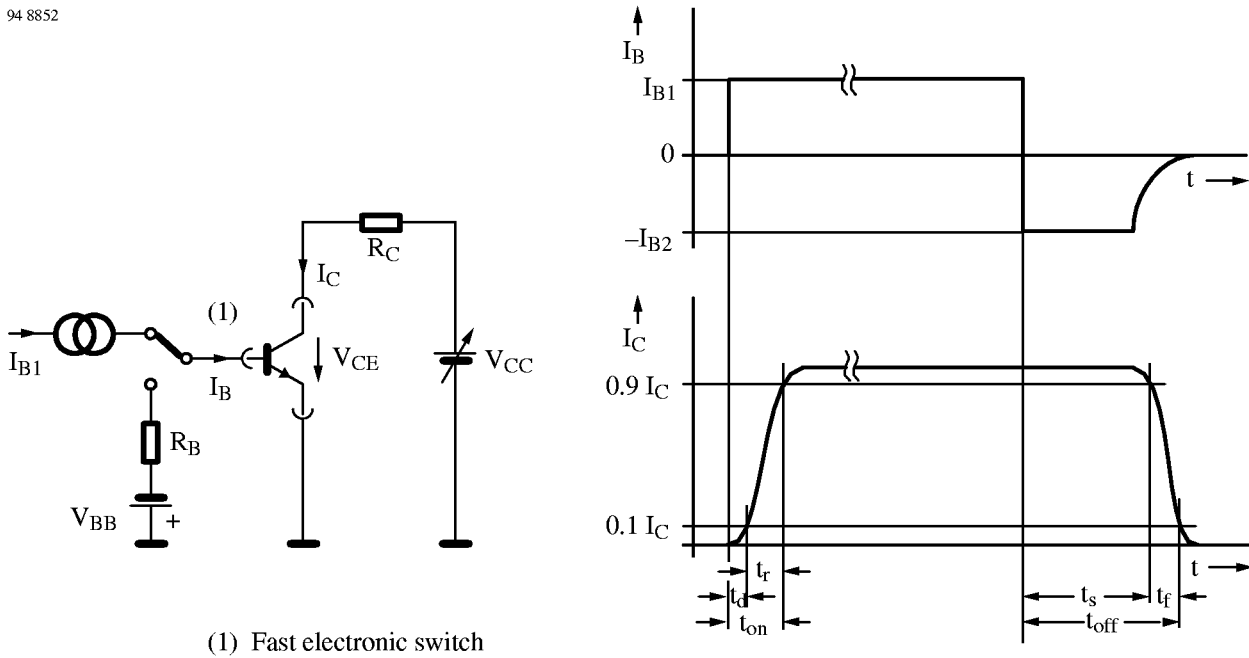 94 8852
I_B1
(1)
I_B
R_B
V_BB
+
I_C
R_C
V_CE
V_CC
(1) Fast electronic switch
I_B
I_B1
0
t
–I_B2
I_C
0.9 I_C
0.1 I_C
t
t_r
t_d
t_on
t_s
t_f
t_off